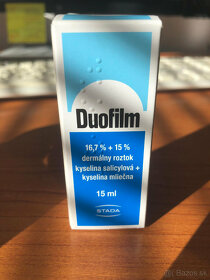 Duofilm
16,7 % + 15 %
dermálny roztok
kyselina salicylová +
kyselina mliečna
15 ml
STADA
bazos.sk